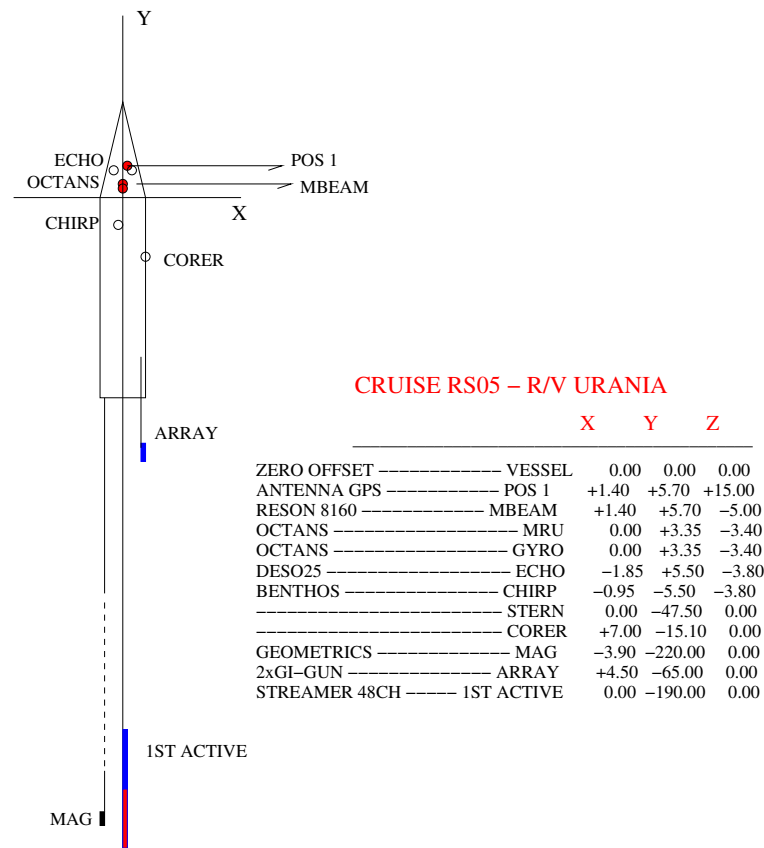 Y
ECHO
POS 1
OCTANS
MBEAM
X
CHIRP
CORER
CRUISE RS05 – R/V URANIA
X Y Z
ARRAY
ZERO OFFSET –––––––––––– VESSEL 0.00 0.00 0.00
ANTENNA GPS ––––––––––– POS 1 +1.40 +5.70 +15.00
RESON 8160 –––––––––––– MBEAM +1.40 +5.70 −5.00
OCTANS –––––––––––––––––– MRU 0.00 +3.35 −3.40
OCTANS ––––––––––––––––– GYRO 0.00 +3.35 −3.40
DESO25 –––––––––––––––––– ECHO −1.85 +5.50 −3.80
BENTHOS ––––––––––––––– CHIRP −0.95 −5.50 −3.80
–––––––––––––––––––––––– STERN 0.00 −47.50 0.00
–––––––––––––––––––––––– CORER +7.00 −15.10 0.00
GEOMETRICS ––––––––––––– MAG −3.90 −220.00 0.00
2xGI–GUN –––––––––––––– ARRAY +4.50 −65.00 0.00
STREAMER 48CH ––––– 1ST ACTIVE 0.00 −190.00 0.00
1ST ACTIVE
MAG